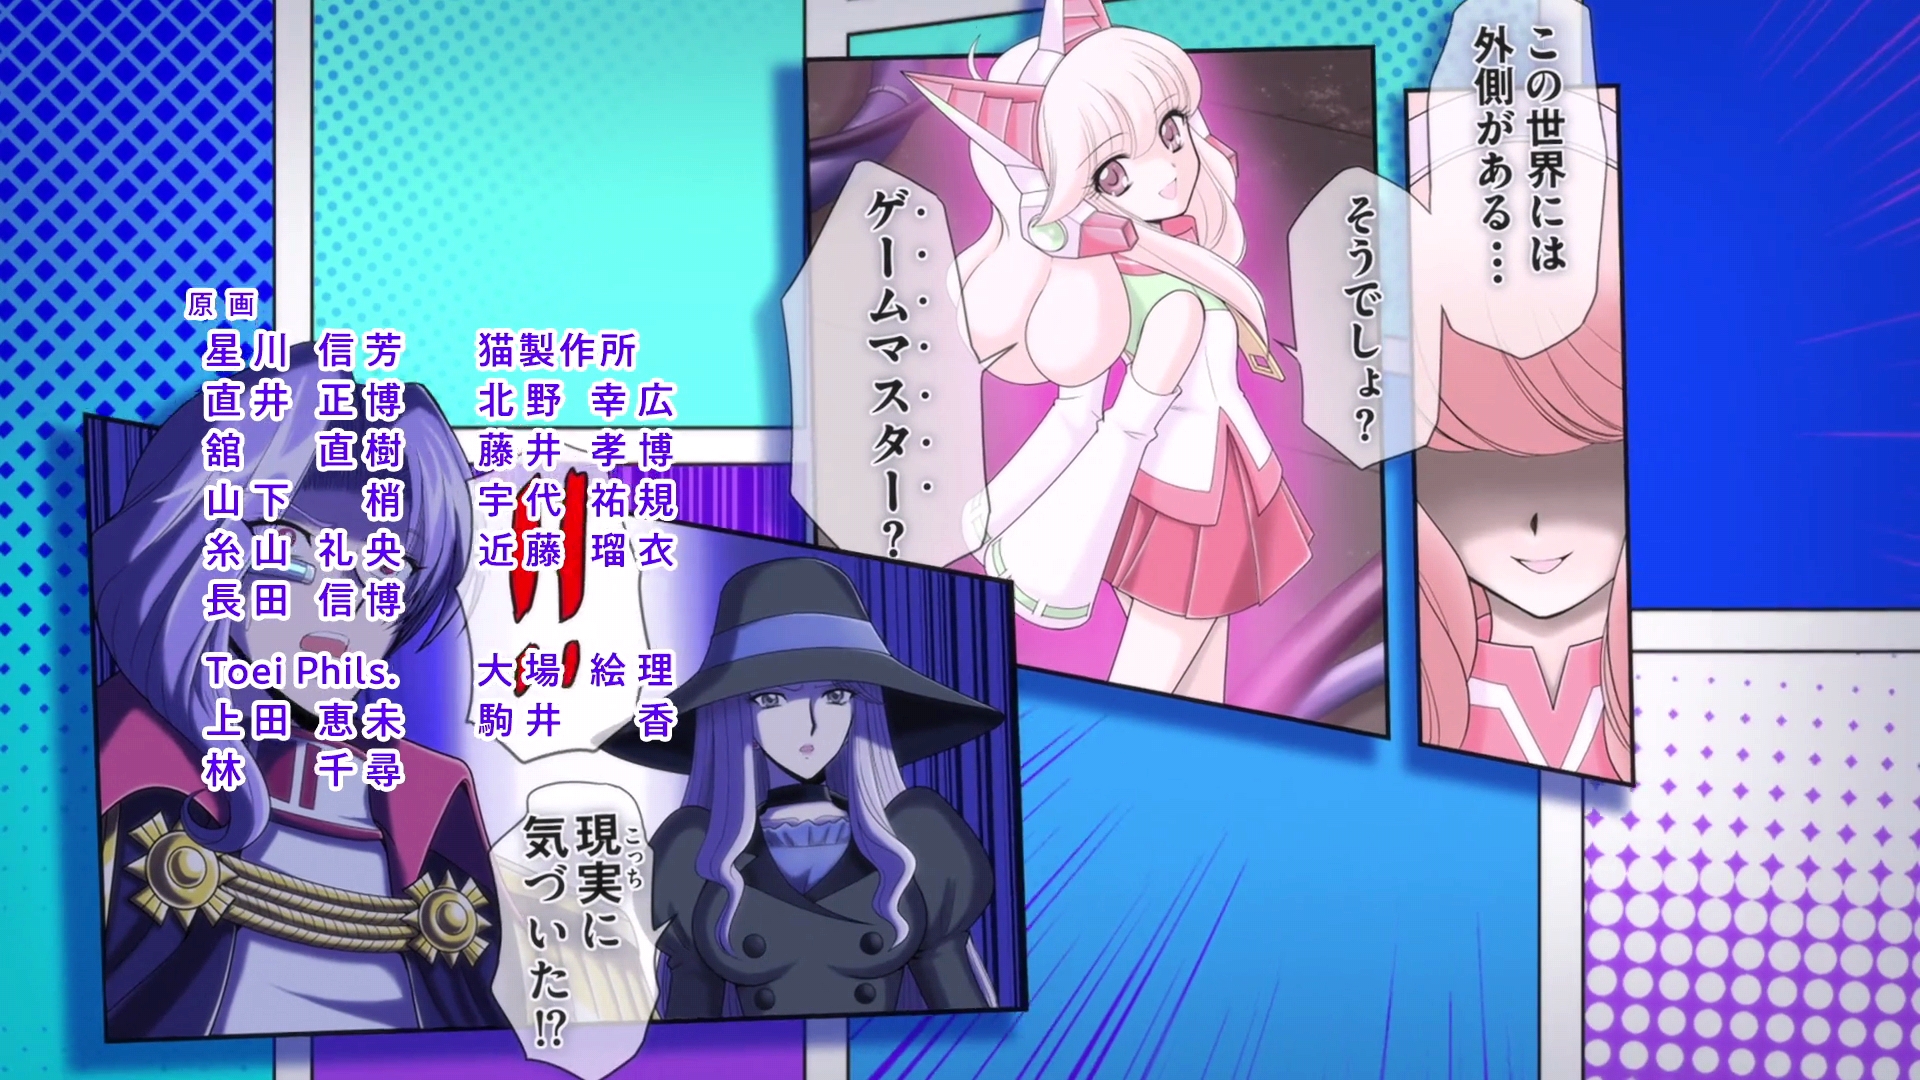 この世界には
外側がある…
そうでしょ?
ゲームマスター?
原画
星川 信芳
直井 正博
舘 直樹
山下 梢
糸山 礼央
長田 信博
Toei Phils.
上田 恵未
林 千尋
猫製作所
北野 幸広
藤井 孝博
宇代 祐規
近藤 瑠衣
大場 絵理
駒井 香
!!
現実に
こっち
気づいた!?